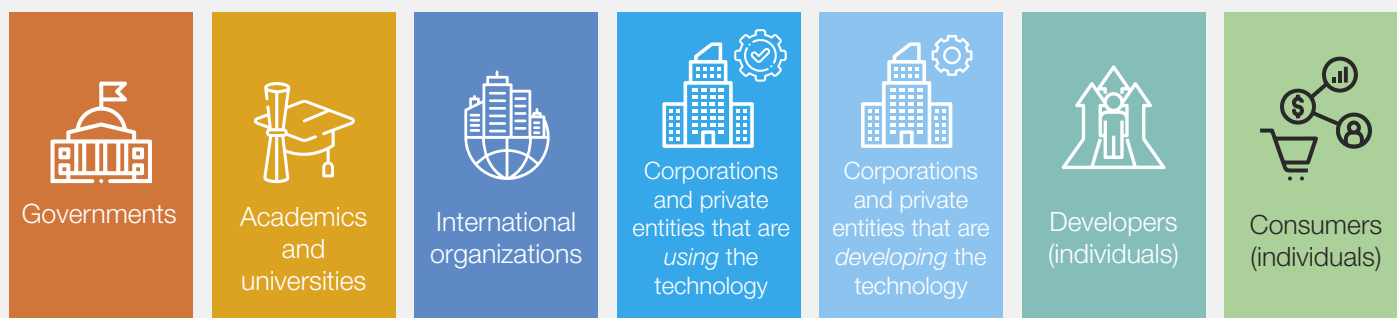 Governments
Academics
and
universities
International
organizations
Corporations
and private
entities that are
using the
technology
Corporations
and private
entities that are
developing the
technology
Developers
(individuals)
Consumers
(individuals)
$